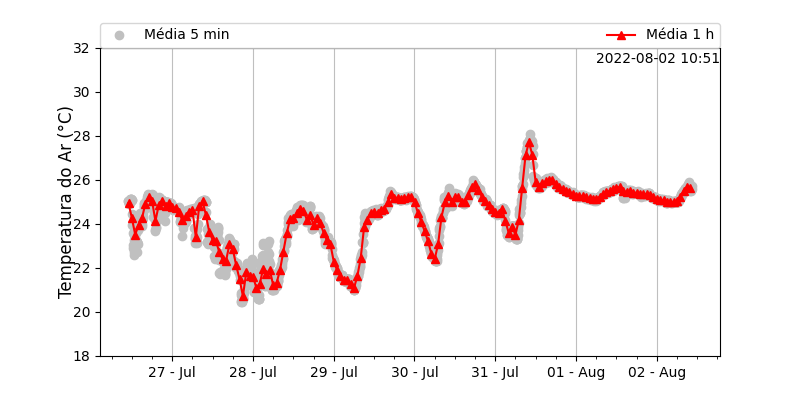 Média 5 min
Média 1 h
2022-08-02 10:51
Temperatura do Ar (°C)
32
30
28
26
24
22
20
18
27 - Jul
28 - Jul
29 - Jul
30 - Jul
31 - Jul
01 - Aug
02 - Aug